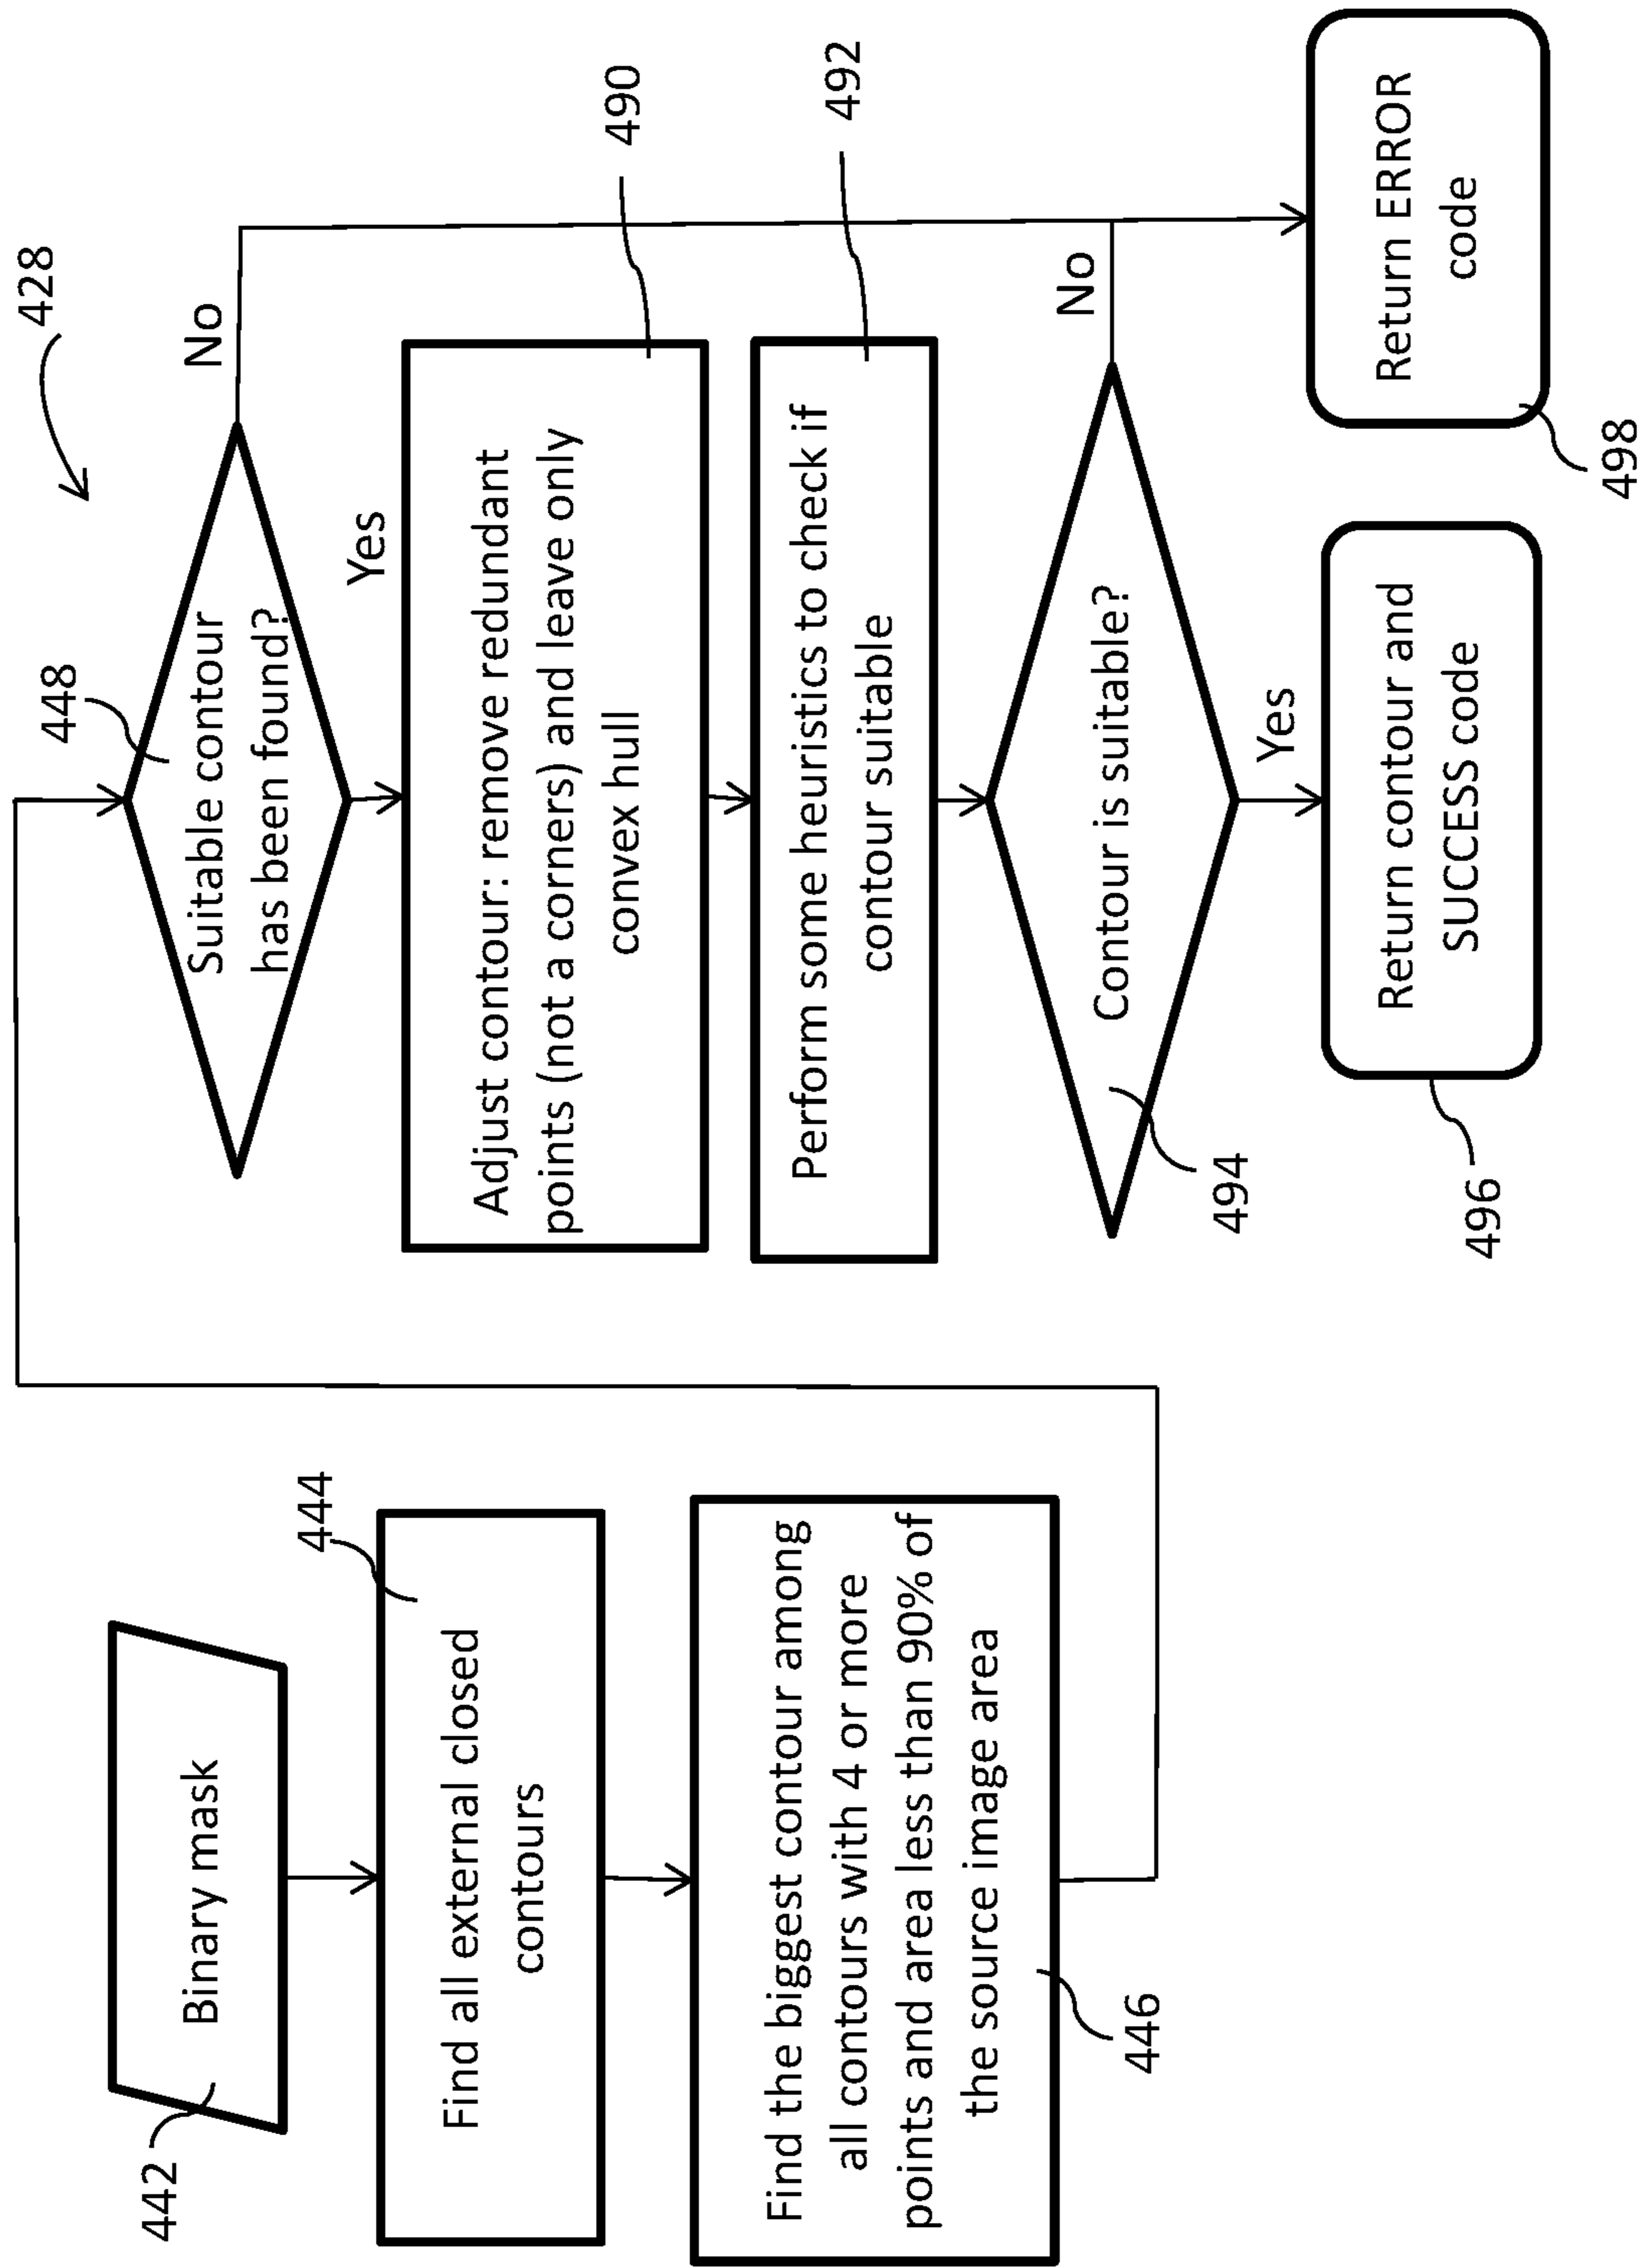 442
Binary mask
444
Find all external closed
contours
Find the biggest contour among
all contours with 4 or more
points and area less than 90% of
the source image area
446
428
448
Suitable contour
has been found?
No
Yes
Adjust contour: remove redundant
points (not a corners) and leave only
convex hull
490
Perform some heuristics to check if
contour suitable
492
Contour is suitable?
494
No
Yes
Return contour and
SUCCESS code
496
Return ERROR
code
498